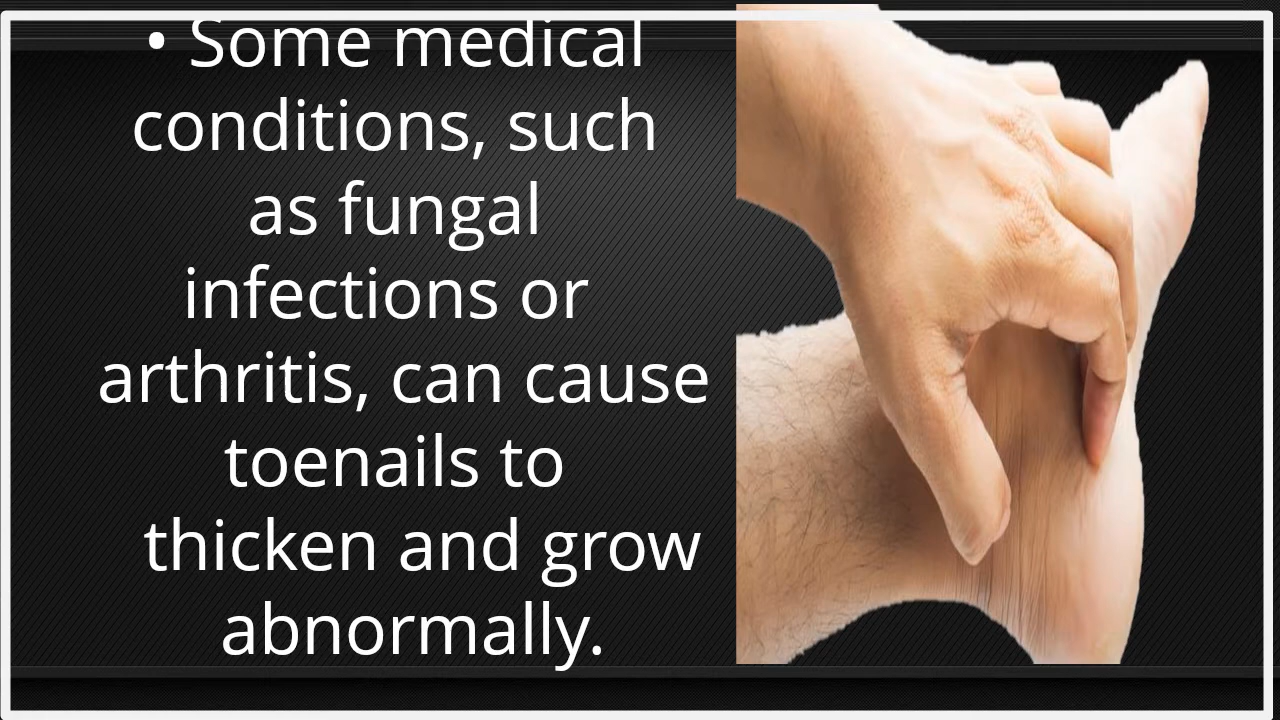 • Some medical
conditions, such
as fungal
infections or
arthritis, can cause
toenails to
thicken and grow
abnormally.